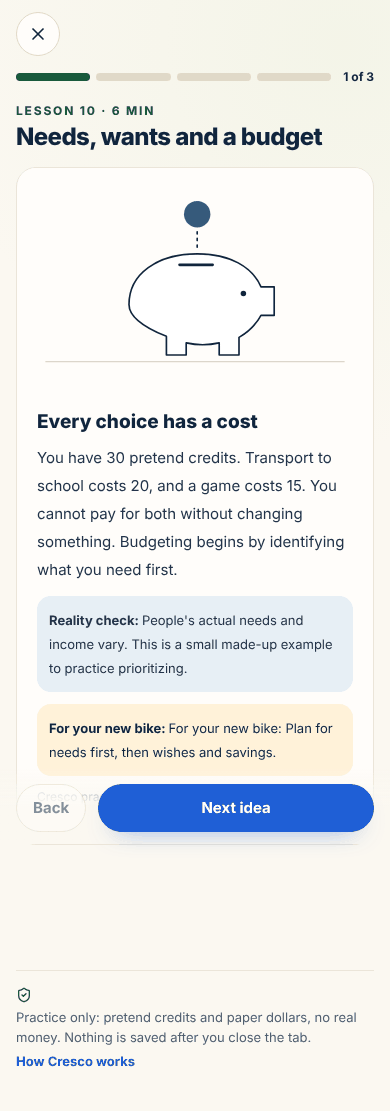 1 of 3
LESSON 10 · 6 MIN
Needs, wants and a budget
Every choice has a cost
You have 30 pretend credits. Transport to
school costs 20, and a game costs 15. You
cannot pay for both without changing
something. Budgeting begins by identifying
what you need first.
Reality check: People's actual needs and
income vary. This is a small made-up example
to practice prioritizing.
For your new bike: For your new bike: Plan for
needs first, then wishes and savings.
Cresco
Back
Next idea
Practice only: pretend credits and paper dollars, no real
money. Nothing is saved after you close the tab.
How Cresco works